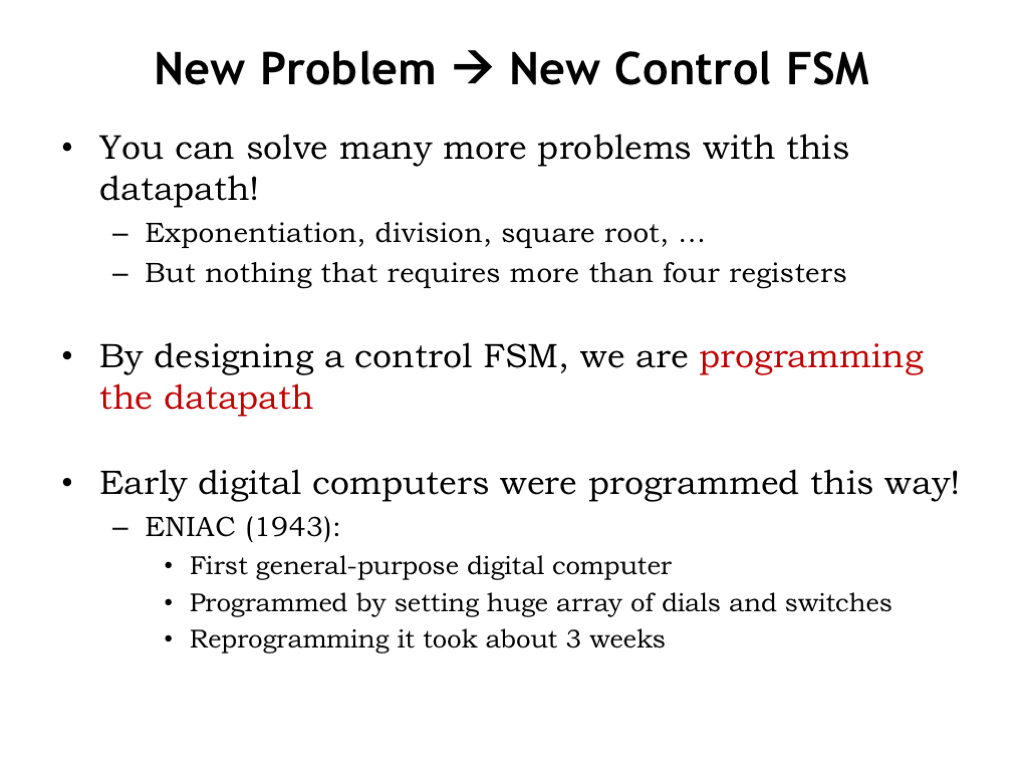 New Problem → New Control FSM
• You can solve many more problems with this
datapath!
– Exponentiation, division, square root, …
– But nothing that requires more than four registers
• By designing a control FSM, we are programming
the datapath
• Early digital computers were programmed this way!
– ENIAC (1943):
• First general-purpose digital computer
• Programmed by setting huge array of dials and switches
• Reprogramming it took about 3 weeks